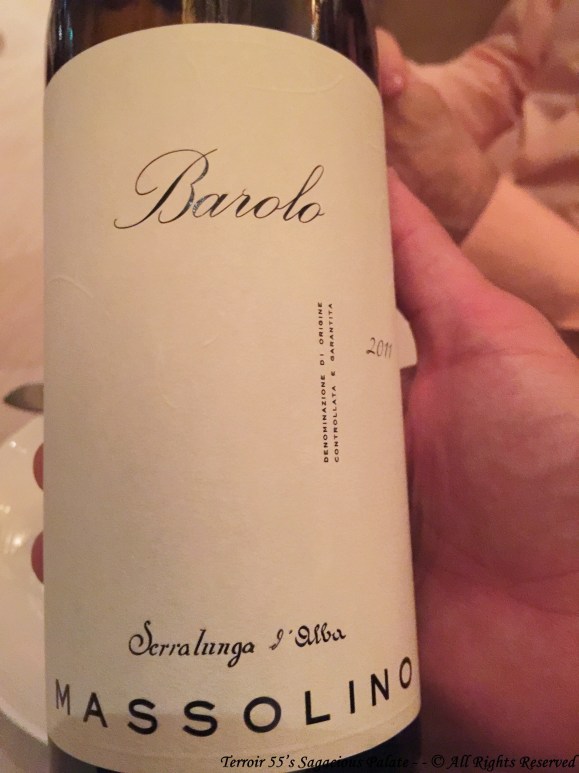 Barolo
DENOMINAZIONE DI ORIGINE
CONTROLLATA E GARANTITA
2011
Serralunga d'Alba
MASSOLINO
Terroir 55's Sagacious Palate - - © All Rights Reserved